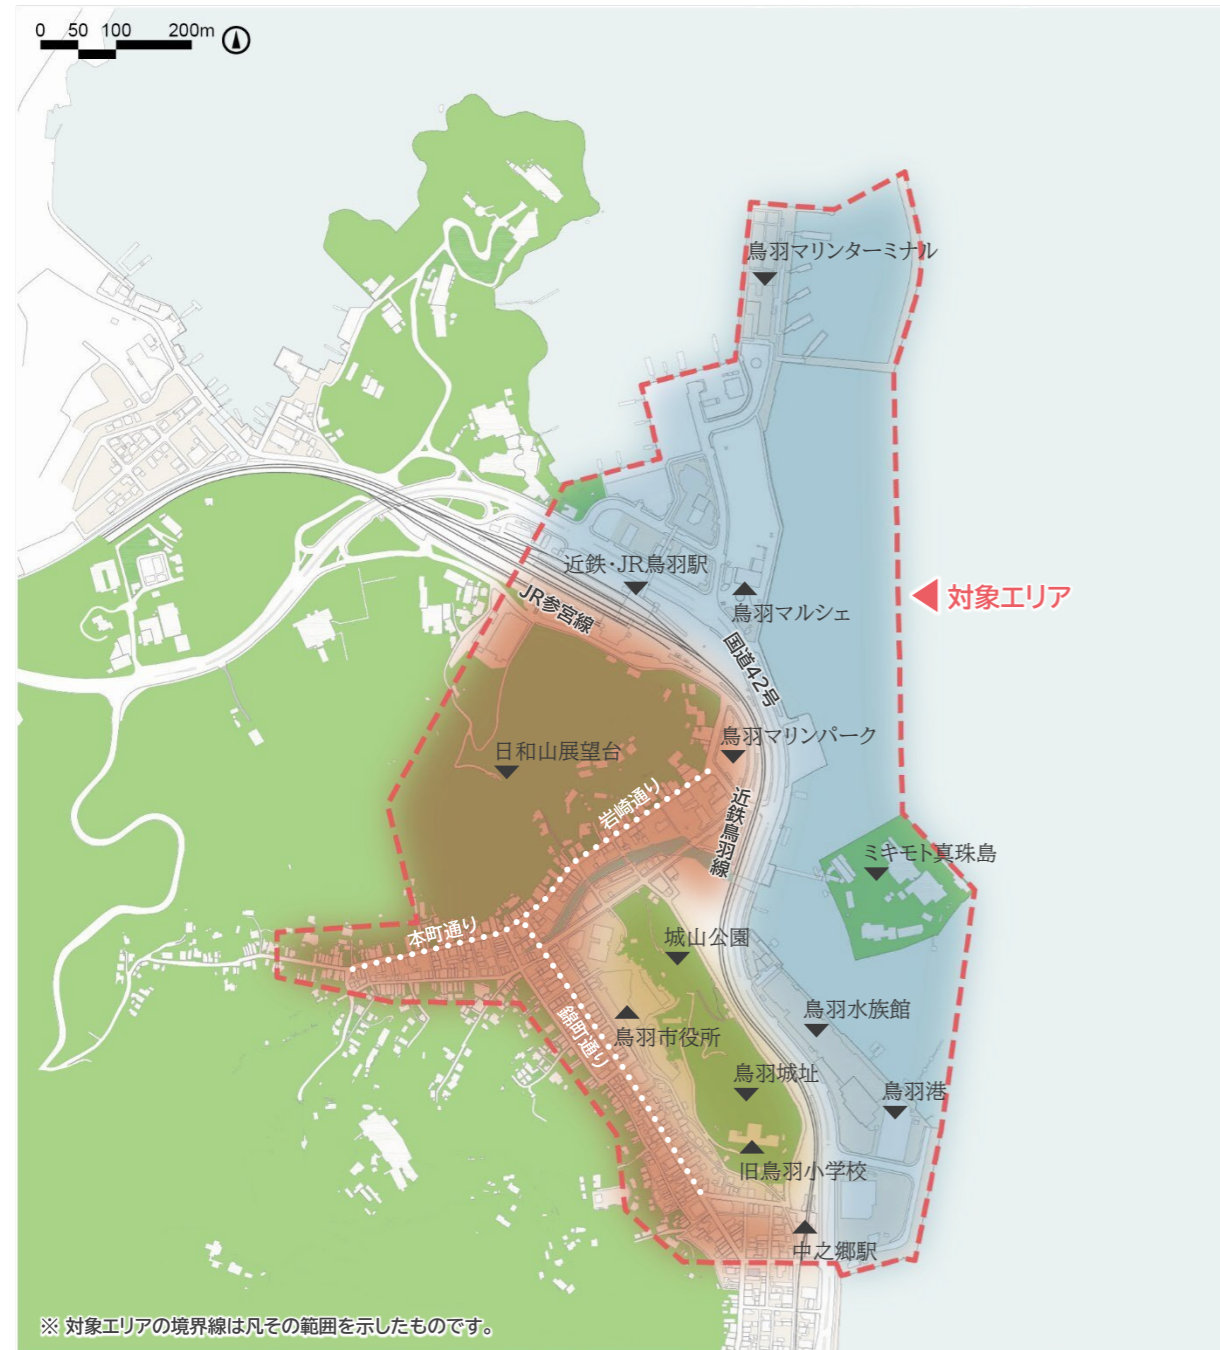 0 50 100 200m
鳥羽マリンターミナル
近鉄・JR鳥羽駅
JR参宮線
鳥羽マルシェ
対象エリア
国道42号
鳥羽マリンパーク
日和山展望台
岩崎通り
近鉄鳥羽線
ミキモト真珠島
本町通り
城山公園
錦町通り
鳥羽市役所
鳥羽水族館
鳥羽城址
鳥羽港
旧鳥羽小学校
中之郷駅
※ 対象エリアの境界線は凡その範囲を示したものです。